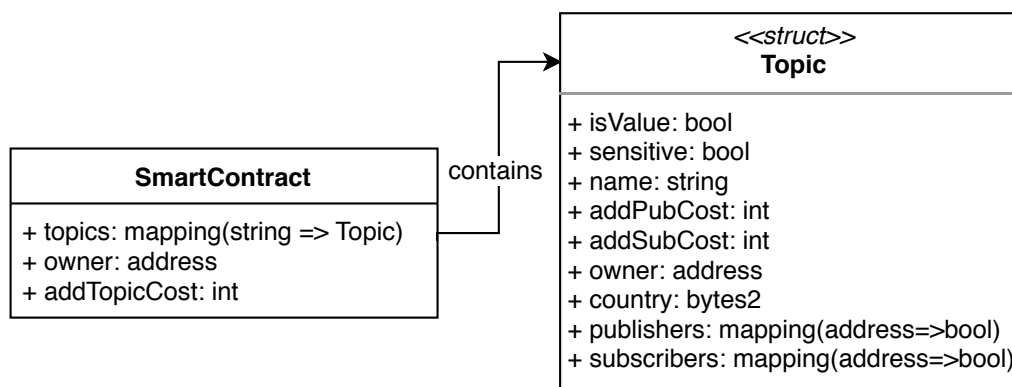 SmartContract
+ topics: mapping(string => Topic)
+ owner: address
+ addTopicCost: int
contains
<<struct>>
Topic
+ isValue: bool
+ sensitive: bool
+ name: string
+ addPubCost: int
+ addSubCost: int
+ owner: address
+ country: bytes2
+ publishers: mapping(address=>bool)
+ subscribers: mapping(address=>bool)